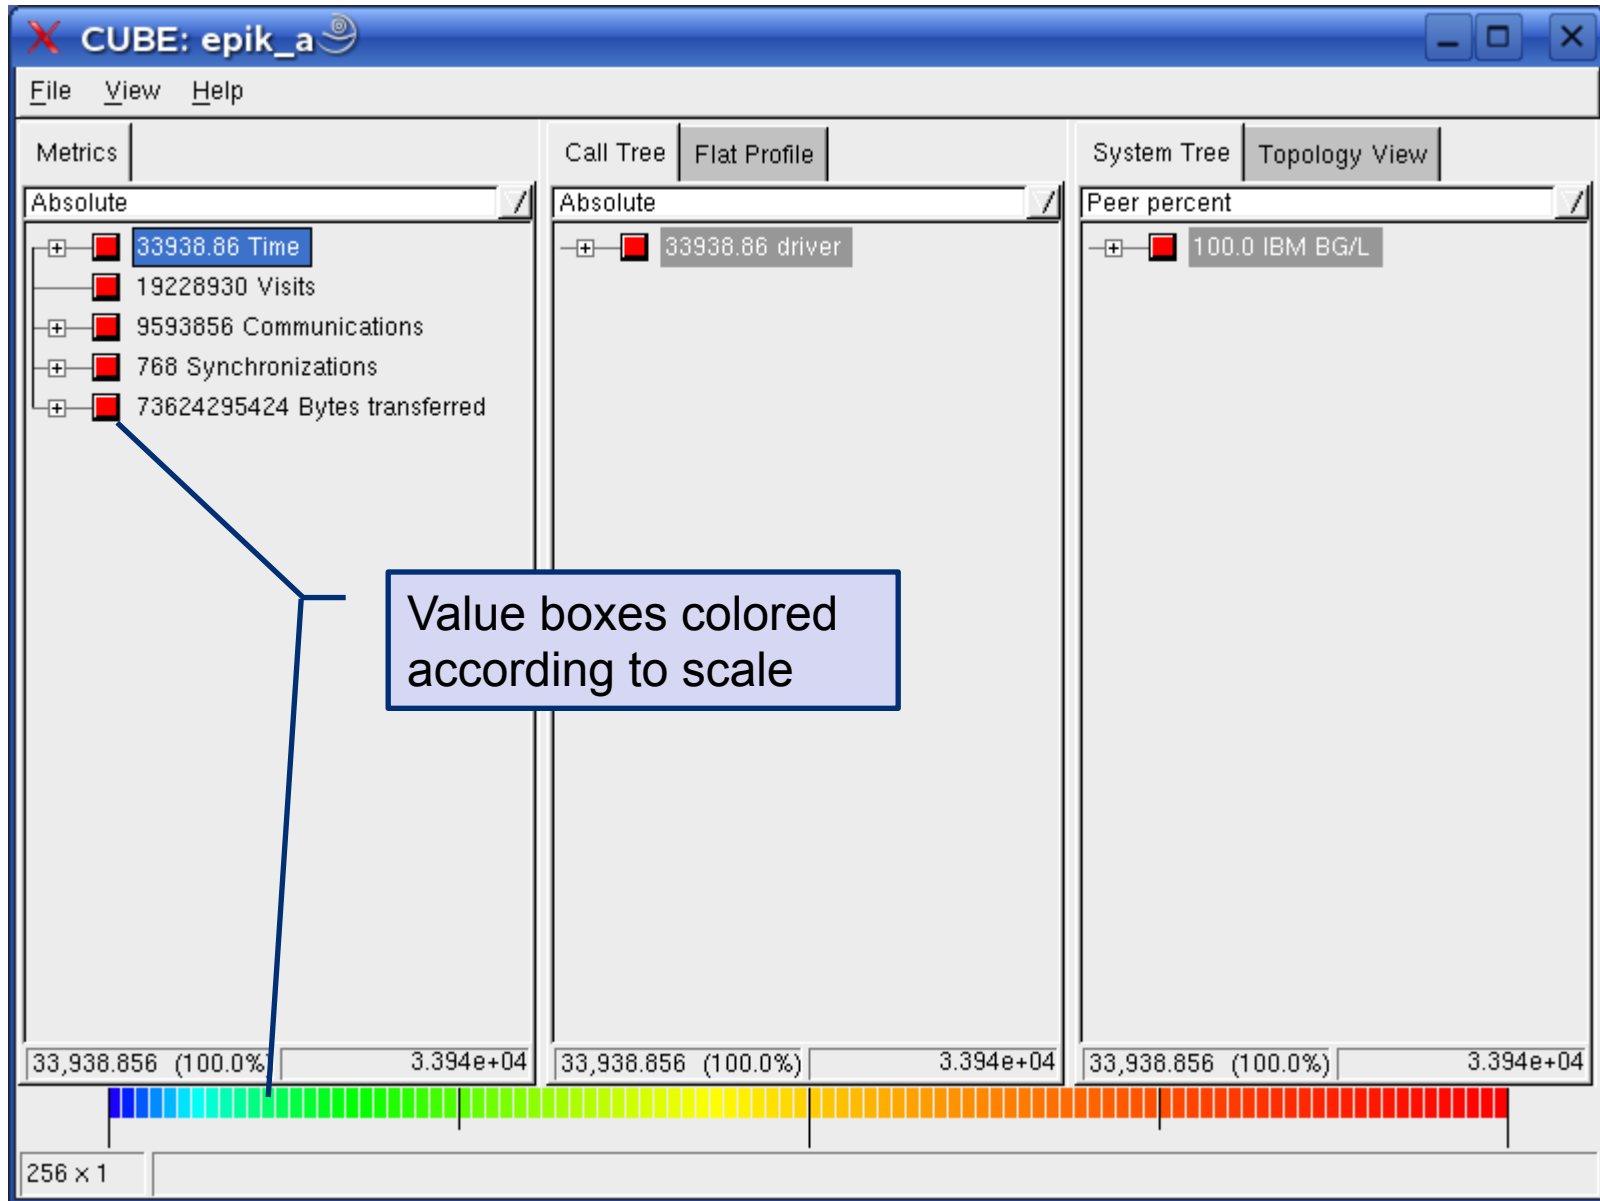 CUBE: epik_a
File View Help
Metrics
Call Tree Flat Profile
System Tree Topology View
Absolute
Absolute
Peer percent
33938.86 Time
19228930 Visits
9593856 Communications
768 Synchronizations
73624295424 Bytes transferred
33938.86 driver
100.0 IBM BG/L
Value boxes colored
according to scale
33,938.856 (100.0%) 3.394e+04
33,938.856 (100.0%) 3.394e+04
33,938.856 (100.0%) 3.394e+04
256 × 1